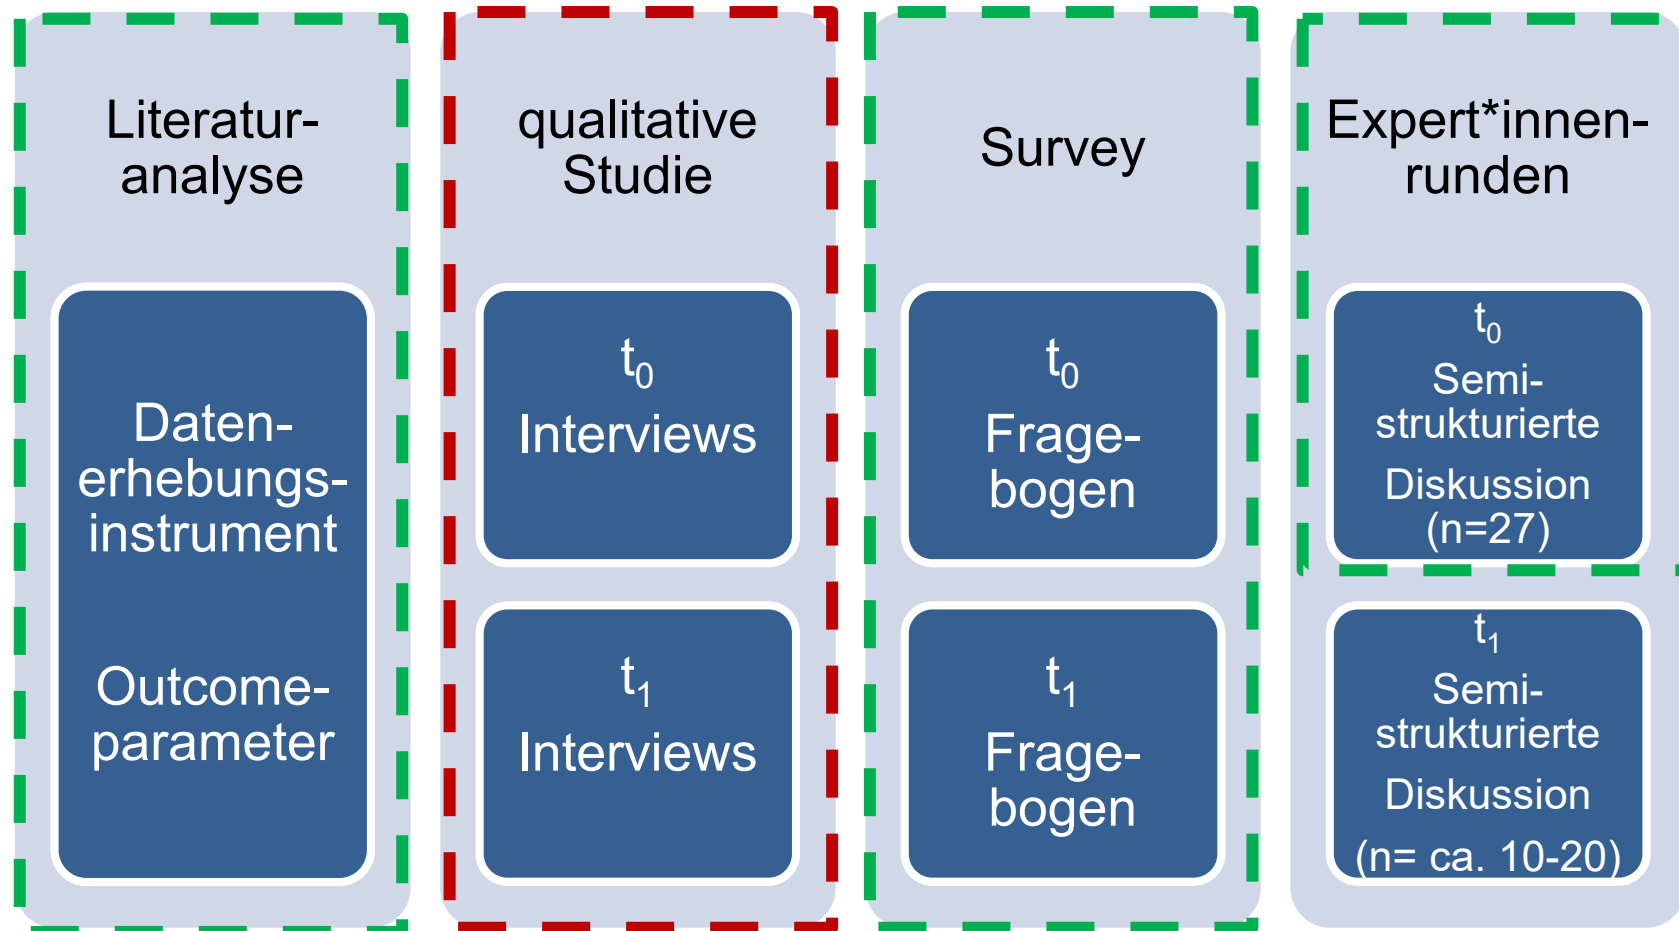 Literatur-
analyse
Daten-
erhebungs-
instrument
Outcome-
parameter
qualitative
Studie
t0
Interviews
t1
Interviews
Survey
t0
Frage-
bogen
t1
Frage-
bogen
Expert*innen-
runden
t0
Semi-
strukturierte
Diskussion
(n=27)
t1
Semi-
strukturierte
Diskussion
(n= ca. 10-20)